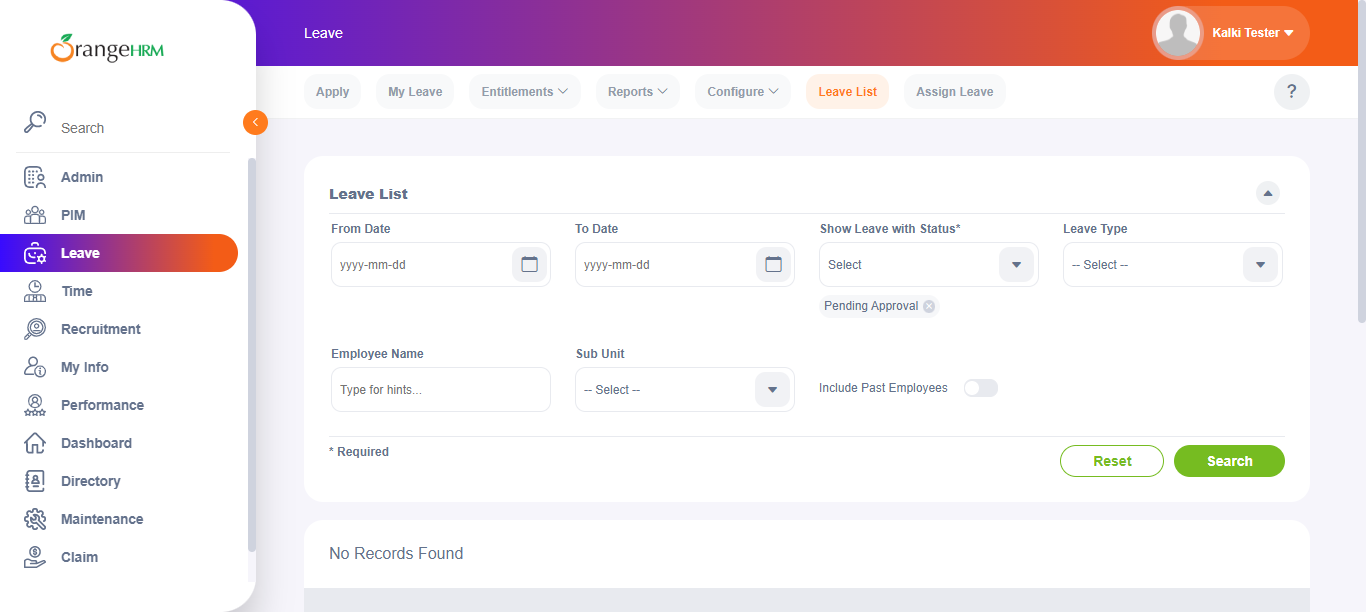 OrangeHRM
Search
Admin
PIM
Leave
Time
Recruitment
My Info
Performance
Dashboard
Directory
Maintenance
Claim
Leave
Kalki Tester
Apply
My Leave
Entitlements
Reports
Configure
Leave List
Assign Leave
?
Leave List
From Date
To Date
Show Leave with Status*
Leave Type
yyyy-mm-dd
yyyy-mm-dd
Select
-- Select --
Pending Approval
Employee Name
Sub Unit
Type for hints...
-- Select --
Include Past Employees
* Required
Reset
Search
No Records Found